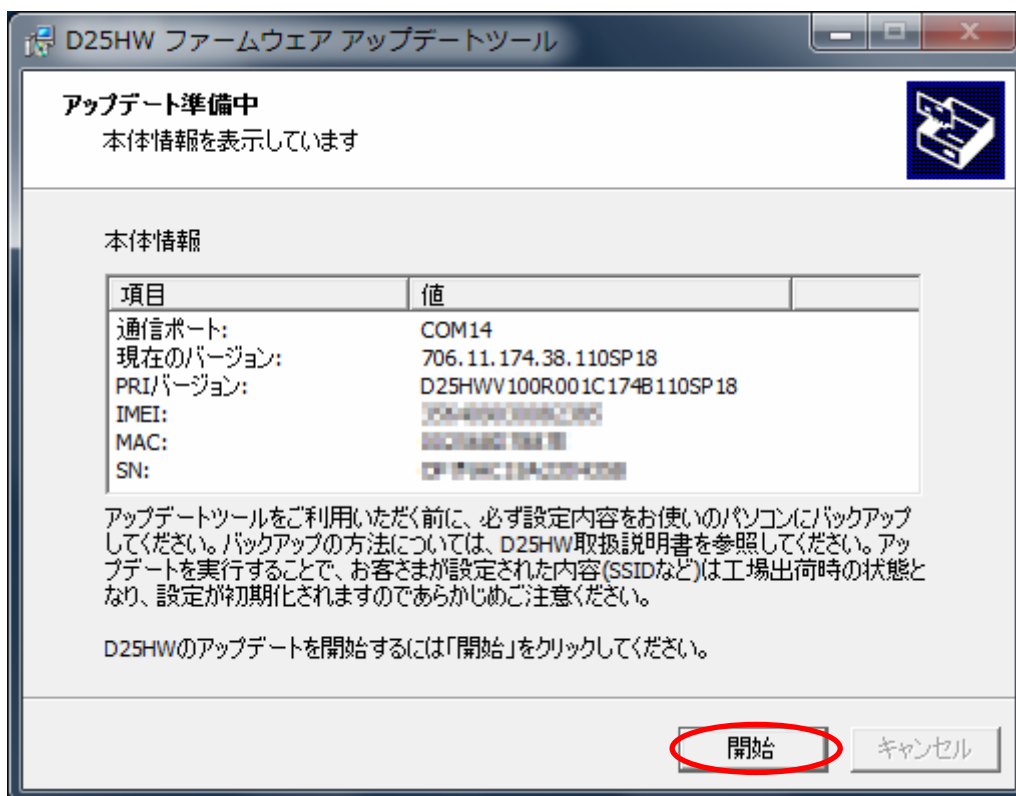 D25HW ファームウェア アップデートツール
アップデート準備中
本体情報を表示しています
本体情報
項目 値
通信ポート: COM14
現在のバージョン: 706.11.174.38.110SP18
PRIバージョン: D25HWV100R001C174B110SP18
IMEI:
MAC:
SN:
アップデートツールをご利用いただく前に、必ず設定内容をお使いのパソコンにバックアップ
してください。バックアップの方法については、D25HW取扱説明書を参照してください。アッ
プデートを実行することで、お客さまが設定された内容(SSIDなど)は工場出荷時の状態と
なり、設定が初期化されますのであらかじめご注意ください。
D25HWのアップデートを開始するには「開始」をクリックしてください。
開始 キャンセル